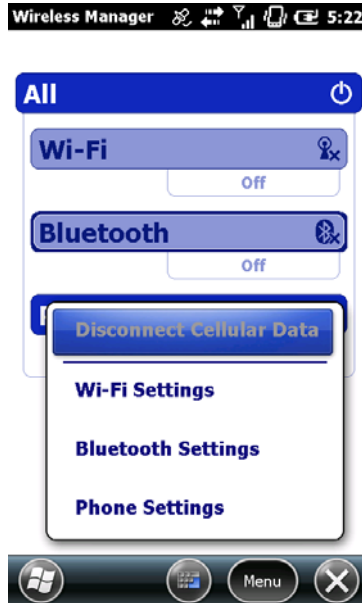 Wireless Manager 5:22
All
Wi-Fi
Off
Bluetooth
Off
Disconnect Cellular Data
Wi-Fi Settings
Bluetooth Settings
Phone Settings
Menu